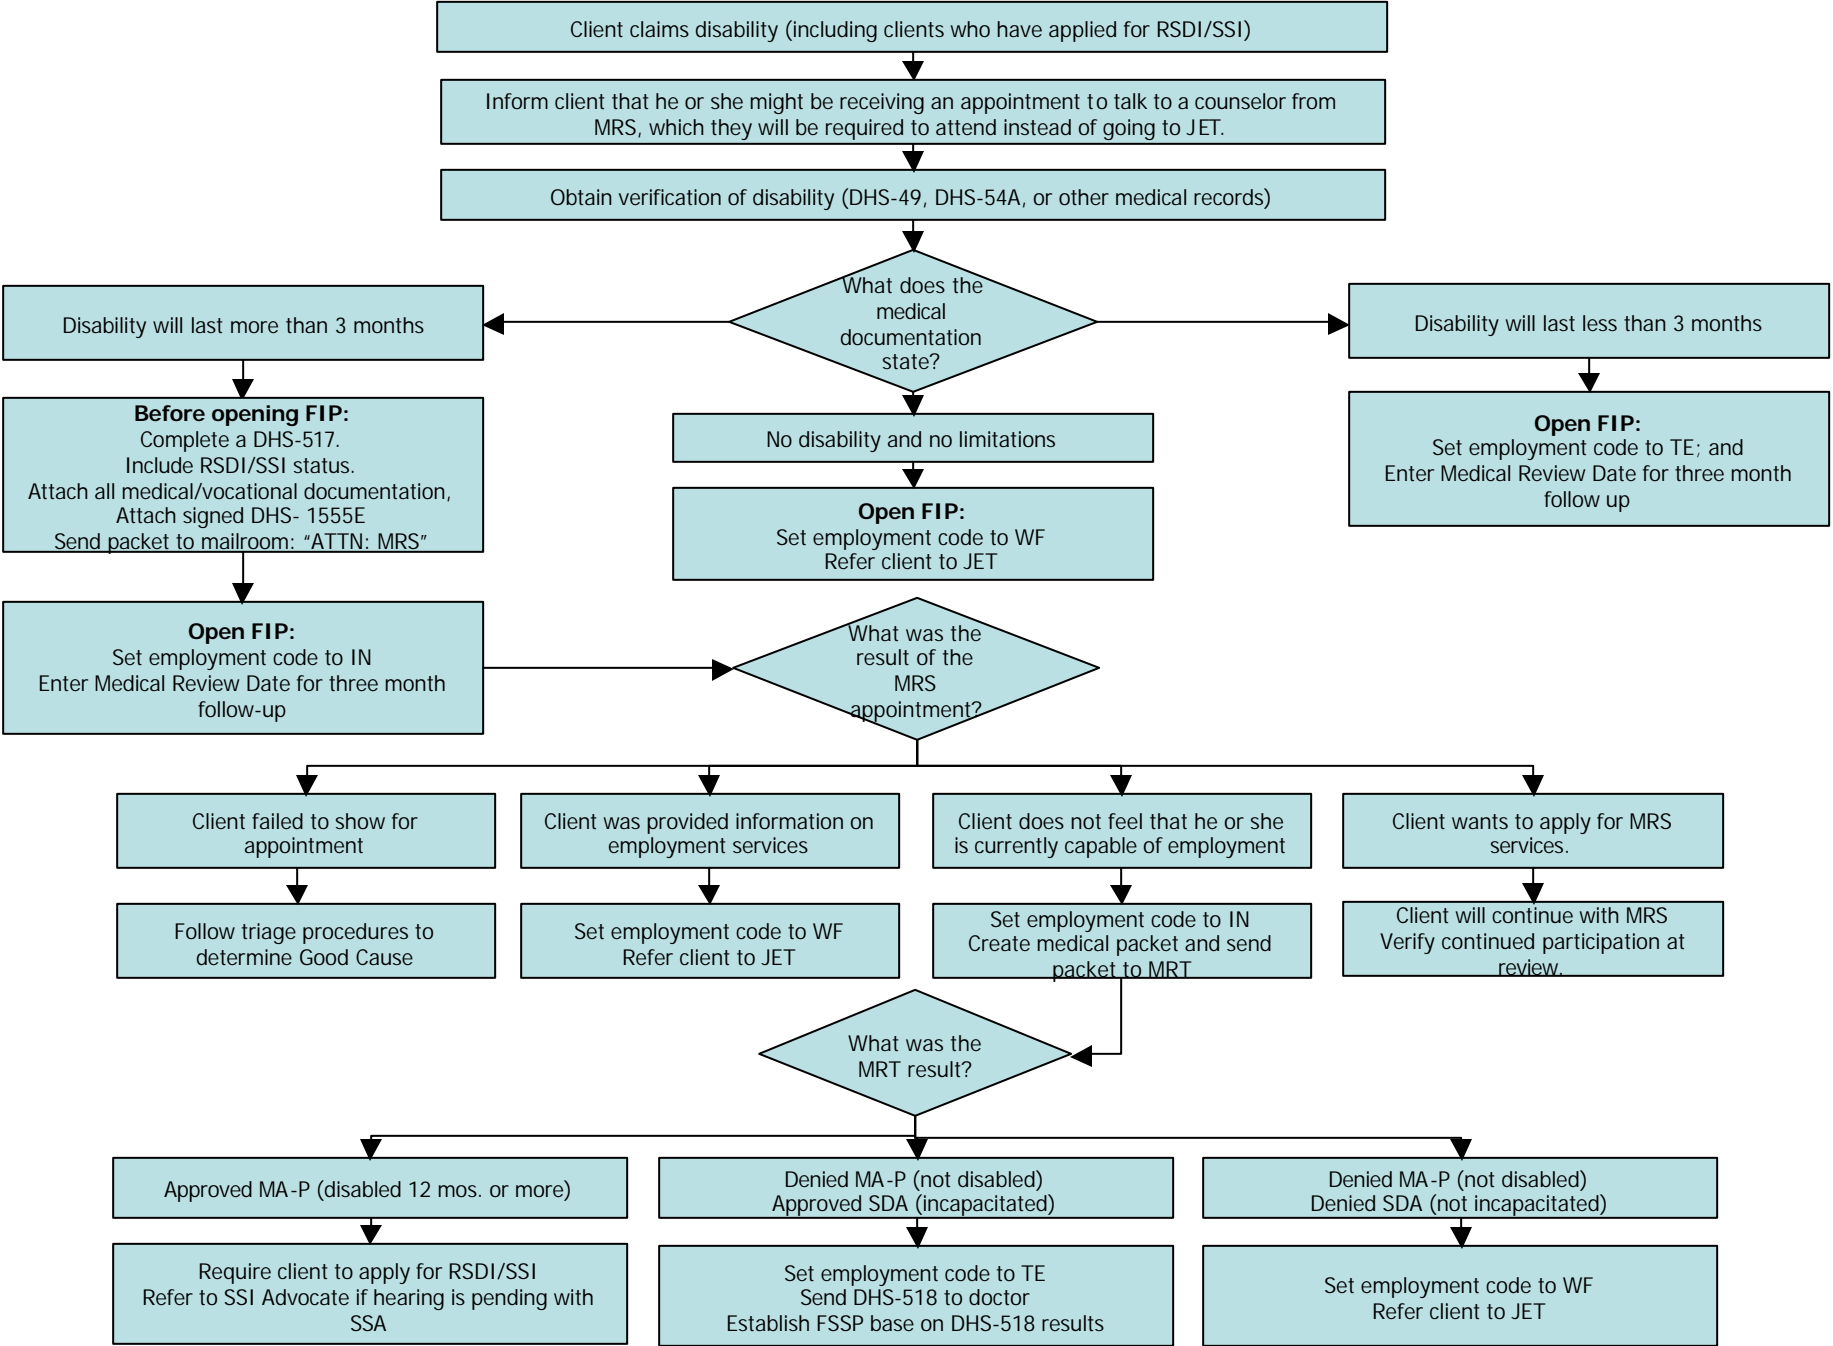 Client claims disability (including clients who have applied for RSDI/SSI)
Inform client that he or she might be receiving an appointment to talk to a counselor from
MRS, which they will be required to attend instead of going to JET.
Obtain verification of disability (DHS-49, DHS-54A, or other medical records)
What does the
medical
documentation
state?
Disability will last more than 3 months
Disability will last less than 3 months
Before opening FIP:
Complete a DHS-517.
Include RSDI/SSI status.
Attach all medical/vocational documentation,
Attach signed DHS- 1555E
Send packet to mailroom: “ATTN: MRS”
No disability and no limitations
Open FIP:
Set employment code to TE; and
Enter Medical Review Date for three month
follow up
Open FIP:
Set employment code to WF
Refer client to JET
Open FIP:
Set employment code to IN
Enter Medical Review Date for three month
follow-up
What was the
result of the
MRS
appointment?
Client failed to show for
appointment
Client was provided information on
employment services
Client does not feel that he or she
is currently capable of employment
Client wants to apply for MRS
services.
Follow triage procedures to
determine Good Cause
Set employment code to WF
Refer client to JET
Set employment code to IN
Create medical packet and send
packet to MRT
Client will continue with MRS
Verify continued participation at
review.
What was the
MRT result?
Approved MA-P (disabled 12 mos. or more)
Denied MA-P (not disabled)
Approved SDA (incapacitated)
Denied MA-P (not disabled)
Denied SDA (not incapacitated)
Require client to apply for RSDI/SSI
Refer to SSI Advocate if hearing is pending with
SSA
Set employment code to TE
Send DHS-518 to doctor
Establish FSSP base on DHS-518 results
Set employment code to WF
Refer client to JET